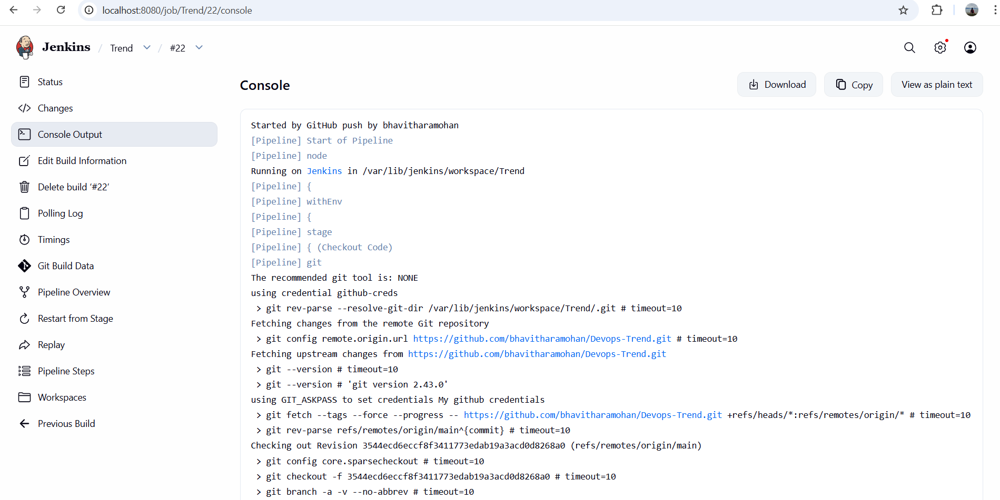 localhost:8080/job/Trend/22/console
Jenkins / Trend / #22
Status
Changes
Console Output
Edit Build Information
Delete build ‘#22’
Polling Log
Timings
Git Build Data
Pipeline Overview
Restart from Stage
Replay
Pipeline Steps
Workspaces
Previous Build
Console
Download
Copy
View as plain text
Started by GitHub push by bhavitharamohan
[Pipeline] Start of Pipeline
[Pipeline] node
Running on Jenkins in /var/lib/jenkins/workspace/Trend
[Pipeline] {
[Pipeline] withEnv
[Pipeline] {
[Pipeline] stage
[Pipeline] { (Checkout Code)
[Pipeline] git
The recommended git tool is: NONE
using credential github-creds
> git rev-parse --resolve-git-dir /var/lib/jenkins/workspace/Trend/.git # timeout=10
Fetching changes from the remote Git repository
> git config remote.origin.url https://github.com/bhavitharamohan/Devops-Trend.git # timeout=10
Fetching upstream changes from https://github.com/bhavitharamohan/Devops-Trend.git
> git --version # timeout=10
> git --version # 'git version 2.43.0'
using GIT_ASKPASS to set credentials My github credentials
> git fetch --tags --force --progress -- https://github.com/bhavitharamohan/Devops-Trend.git +refs/heads/*:refs/remotes/origin/* # timeout=10
> git rev-parse refs/remotes/origin/main^{commit} # timeout=10
Checking out Revision 3544ecd6eccf8f3411773edab19a3acd0d8268a0 (refs/remotes/origin/main)
> git config core.sparsecheckout # timeout=10
> git checkout -f 3544ecd6eccf8f3411773edab19a3acd0d8268a0 # timeout=10
> git branch -a -v --no-abbrev # timeout=10